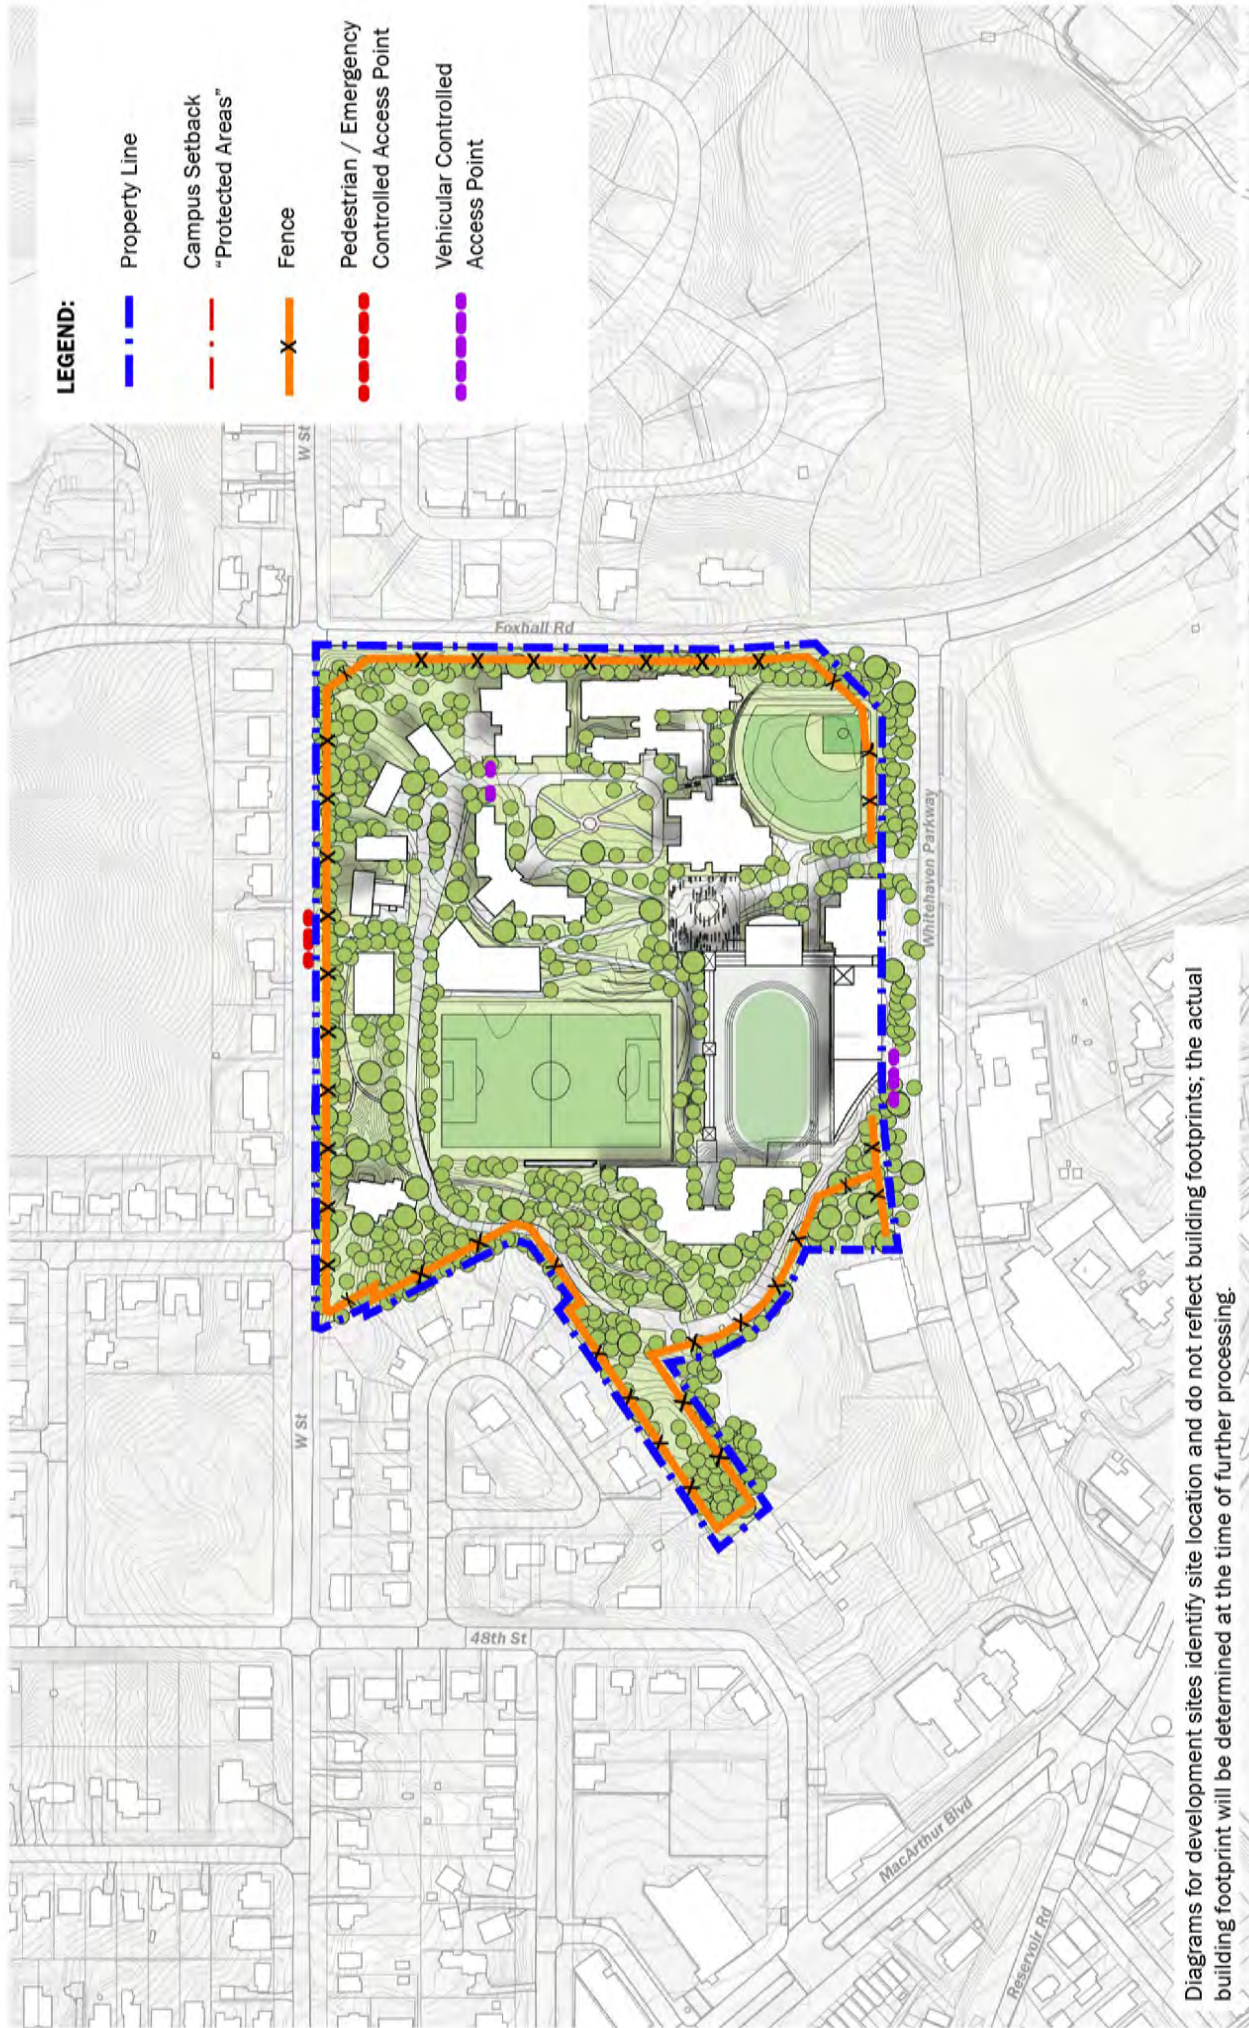 LEGEND:
Property Line
Campus Setback
"Protected Areas"
Fence
Pedestrian / Emergency
Controlled Access Point
Vehicular Controlled
Access Point
W St
Foxhall Rd
Whitehaven Parkway
W St
48th St
MacArthur Blvd
Reservoir Rd
Diagrams for development sites identify site location and do not reflect building footprints; the actual
building footprint will be determined at the time of further processing.